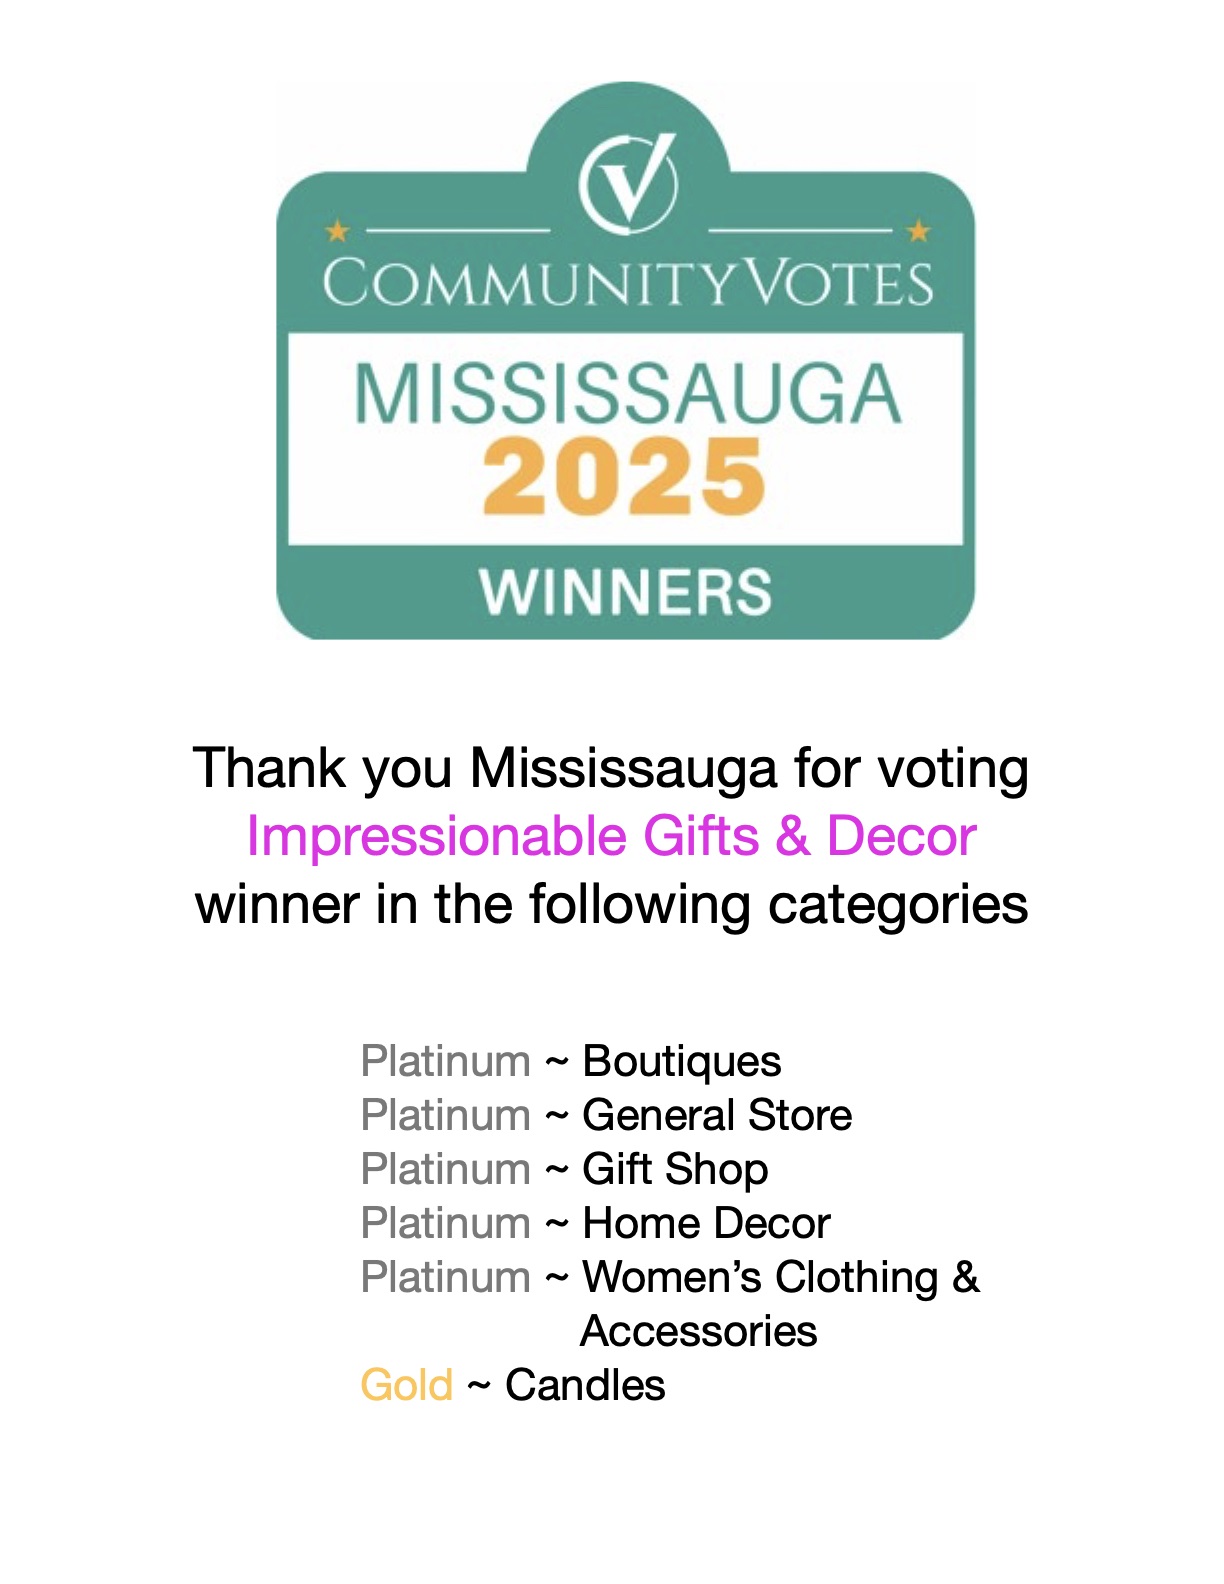 COMMUNITYVOTES
MISSISSAUGA
2025
WINNERS
Thank you Mississauga for voting
Impressionable Gifts & Decor
winner in the following categories
Platinum ~ Boutiques
Platinum ~ General Store
Platinum ~ Gift Shop
Platinum ~ Home Decor
Platinum ~ Women’s Clothing &
Accessories
Gold ~ Candles